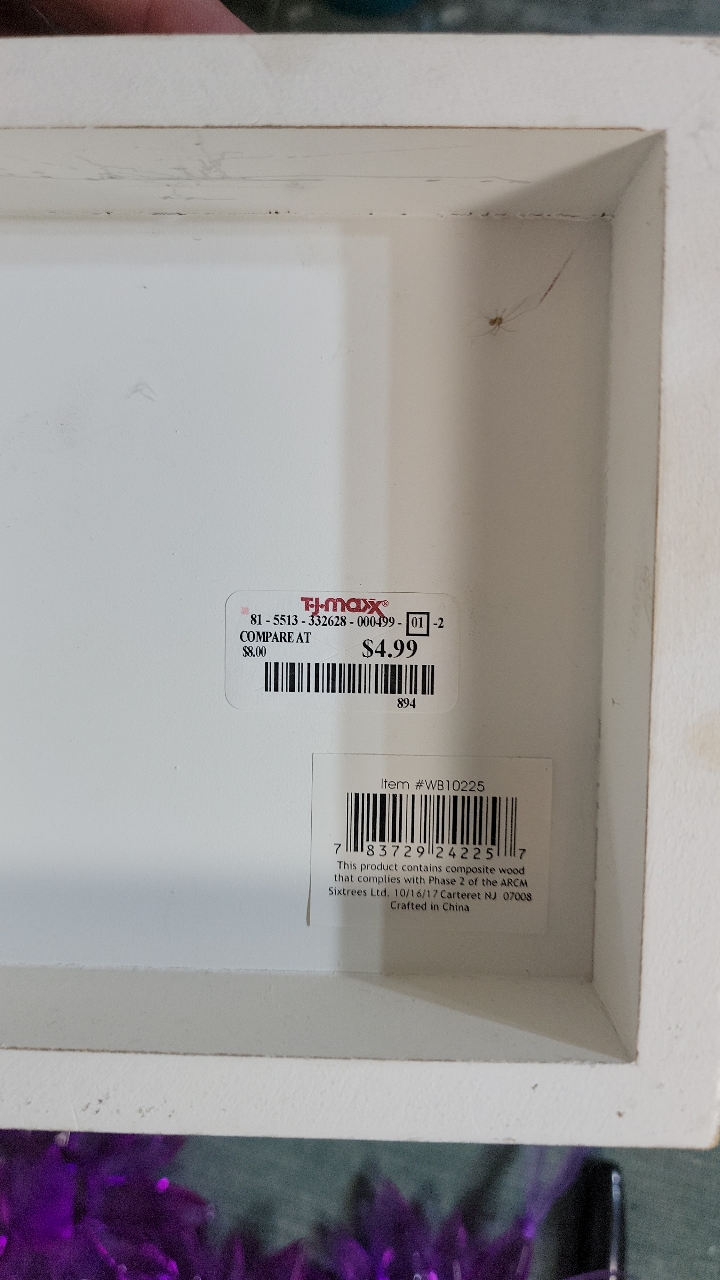 T·J·maxx®
81 - 5513 - 332628 - 000499 - 01 -2
COMPARE AT
$8.00
$4.99
894
Item #WB10225
7 83729 24225 7
This product contains composite wood
that complies with Phase 2 of the ARCM
Sixtrees Ltd. 10/16/17 Carteret NJ 07008
Crafted in China